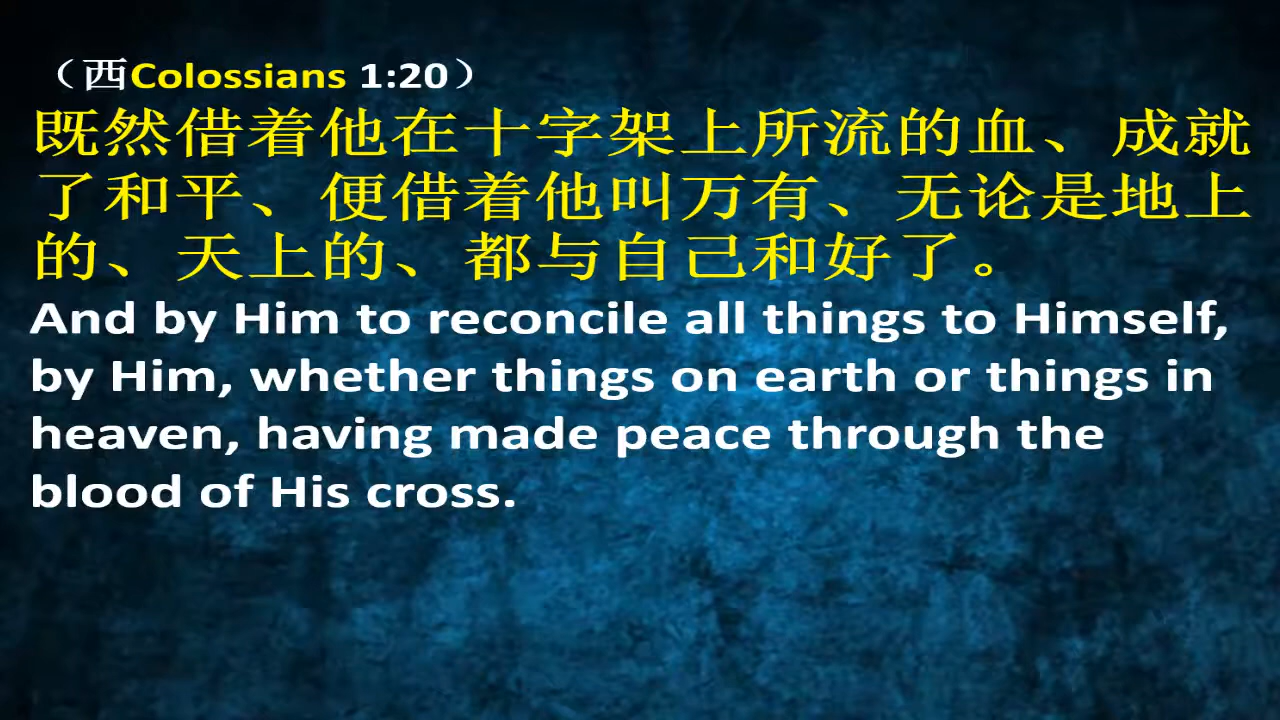 （西Colossians 1:20）
既然借着他在十字架上所流的血、成就
了和平、便借着他叫万有、无论是地上
的、天上的、都与自己和好了。
And by Him to reconcile all things to Himself,
by Him, whether things on earth or things in
heaven, having made peace through the
blood of His cross.